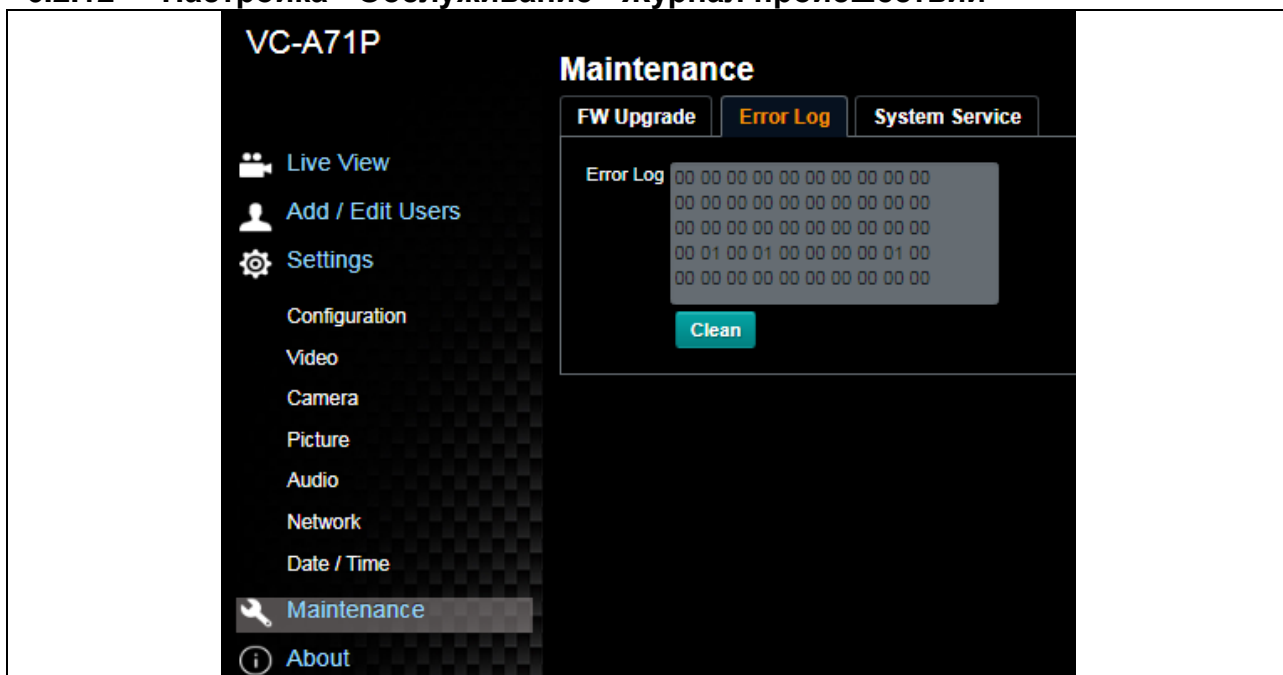 VC-A71P
Maintenance
FW Upgrade Error Log System Service
Live View
Add / Edit Users
Settings
Configuration
Video
Camera
Picture
Audio
Network
Date / Time
Maintenance
About
Error Log
00 00 00 00 00 00 00 00 00 00
00 00 00 00 00 00 00 00 00 00
00 00 00 00 00 00 00 00 00 00
00 01 00 01 00 00 00 00 01 00
00 00 00 00 00 00 00 00 00 00
Clean